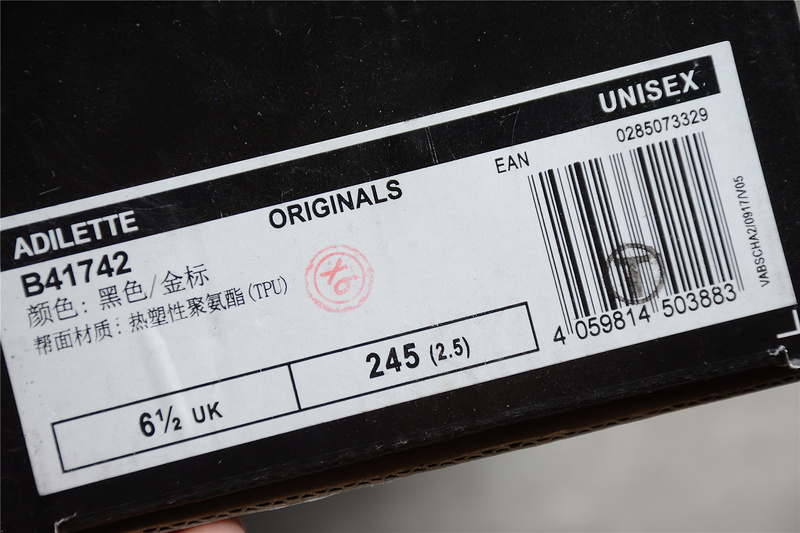 UNISEX
ADILETTE
0285073329
EAN
ORIGINALS
B41742
颜色: 黑色/金标
帮面材质: 热塑性聚氨酯(TPU)
T
4 059814 503883
VABSCHA2/0917/V05
6½ UK
245 (2.5)